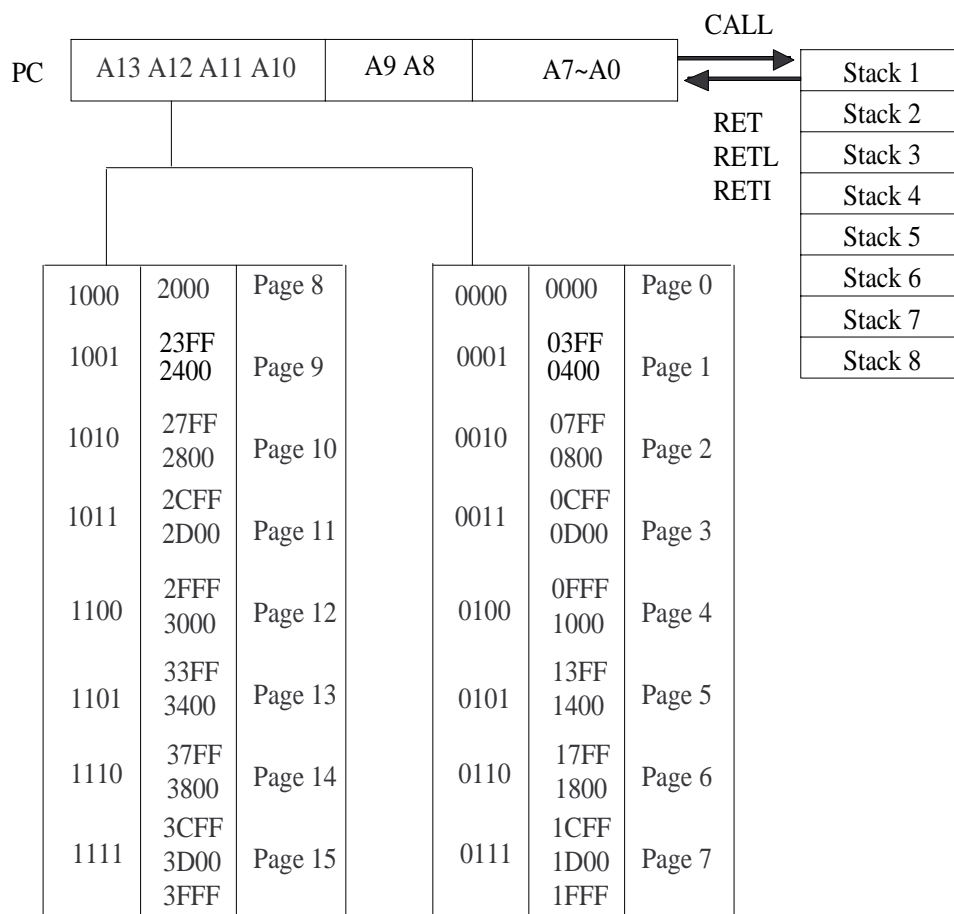 CALL
PC
A13 A12 A11 A10
A9 A8
A7~A0
RET
RETL
RETI
Stack 1
Stack 2
Stack 3
Stack 4
Stack 5
Stack 6
Stack 7
Stack 8
1000 2000 Page 8
23FF
1001 2400 Page 9
27FF
1010 2800 Page 10
2CFF
1011 2D00 Page 11
2FFF
1100 3000 Page 12
33FF
1101 3400 Page 13
37FF
1110 3800 Page 14
3CFF
1111 3D00 Page 15
3FFF
0000 0000 Page 0
03FF
0001 0400 Page 1
07FF
0010 0800 Page 2
0CFF
0011 0D00 Page 3
0FFF
0100 1000 Page 4
13FF
0101 1400 Page 5
17FF
0110 1800 Page 6
1CFF
0111 1D00 Page 7
1FFF